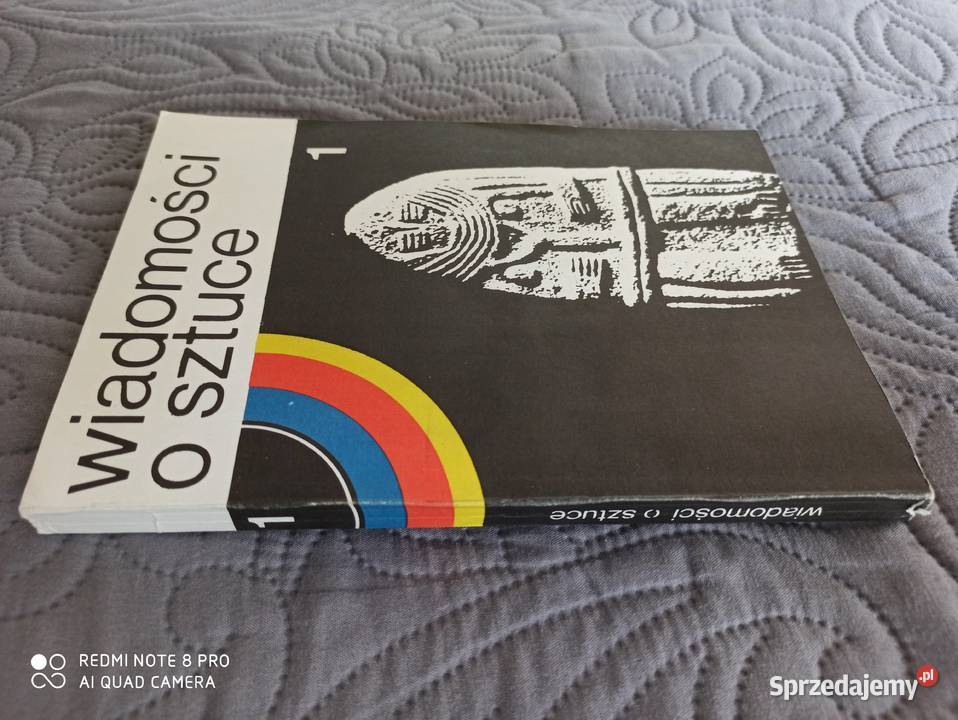 wiadomości
o sztuce
1
1
wiadomości o sztuce
REDMI NOTE 8 PRO
AI QUAD CAMERA
Sprzedajemy.pl